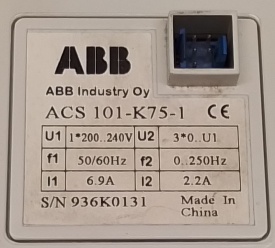 ABB
ABB Industry Oy
ACS 101-K75-1 CE
U1 1*200..240V U2 3*0..U1
f1 50/60Hz f2 0..250Hz
I1 6.9A I2 2.2A
S/N 936K0131 Made In
China